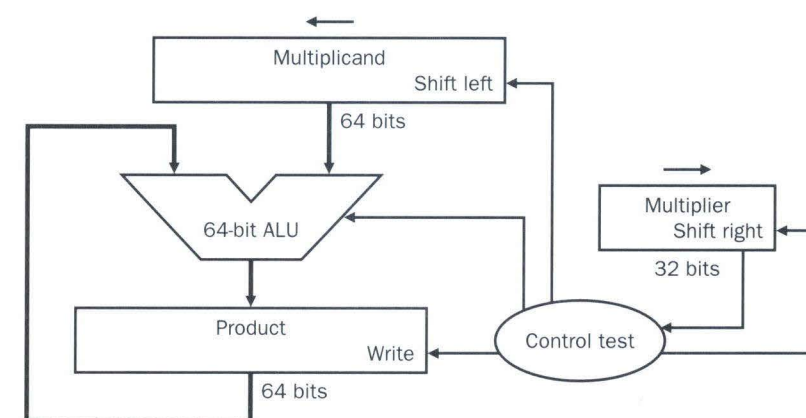 Multiplicand
Shift left
64 bits
64-bit ALU
Multiplier
Shift right
32 bits
Product
Write
Control test
64 bits